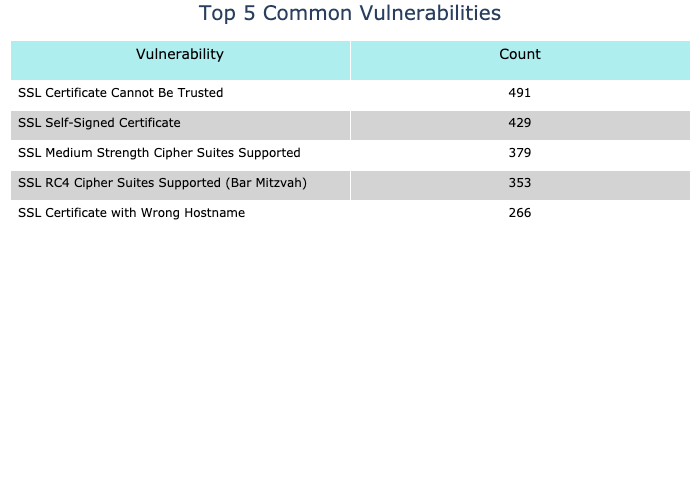 Top 5 Common Vulnerabilities
Vulnerability Count
SSL Certificate Cannot Be Trusted 491
SSL Self-Signed Certificate 429
SSL Medium Strength Cipher Suites Supported 379
SSL RC4 Cipher Suites Supported (Bar Mitzvah) 353
SSL Certificate with Wrong Hostname 266